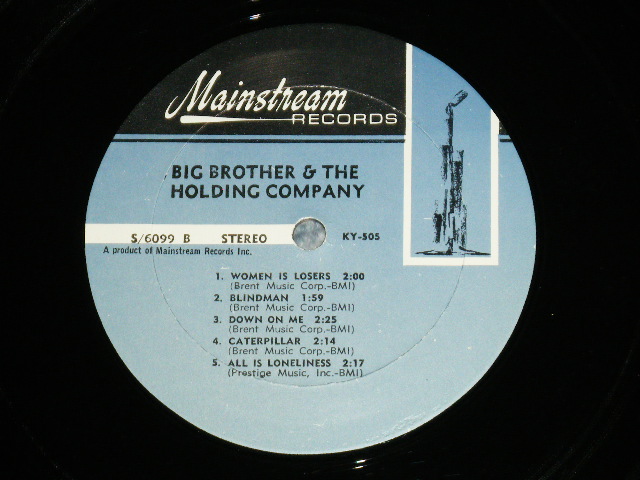 Mainstream
RECORDS
BIG BROTHER & THE
HOLDING COMPANY
S/6099 B STEREO KY-505
A product of Mainstream Records Inc.
1. WOMEN IS LOSERS 2:00
(Brent Music Corp.-BMI)
2. BLINDMAN 1:59
(Brent Music Corp.-BMI)
3. DOWN ON ME 2:25
(Brent Music Corp.-BMI)
4. CATERPILLAR 2:14
(Brent Music Corp.-BMI)
5. ALL IS LONELINESS 2:17
(Prestige Music, Inc.-BMI)